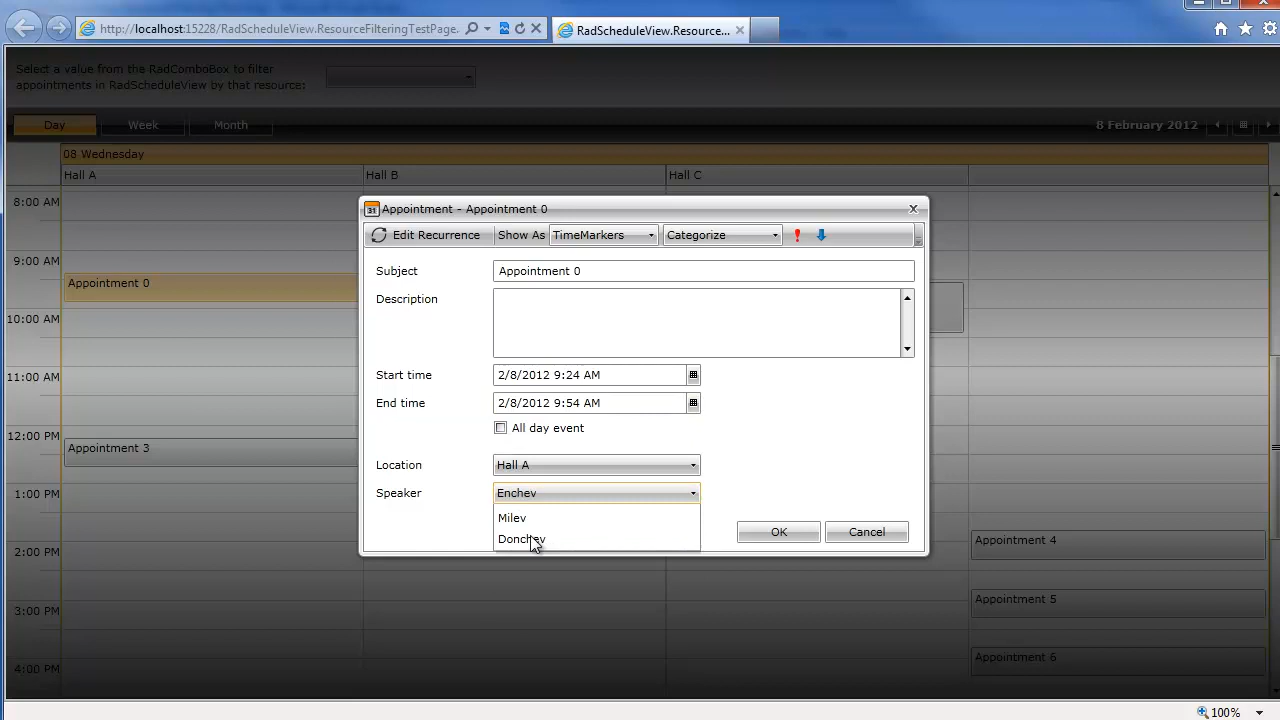 http://localhost:15228/RadScheduleView.ResourceFilteringTestPage.
RadScheduleView.Resource...
Select a value from the RadComboBox to filter
appointments in RadScheduleView by that resource:
Day Week Month 8 February 2012
08 Wednesday
Hall A Hall B Hall C
8:00 AM
9:00 AM
10:00 AM
11:00 AM
12:00 PM
1:00 PM
2:00 PM
3:00 PM
4:00 PM
Appointment 0
Appointment 3
Appointment 4
Appointment 5
Appointment 6
31 Appointment - Appointment 0
Edit Recurrence Show As TimeMarkers Categorize
Subject Appointment 0
Description
Start time 2/8/2012 9:24 AM
End time 2/8/2012 9:54 AM
All day event
Location Hall A
Speaker Enchev
Milev
Donchev
OK Cancel
100%